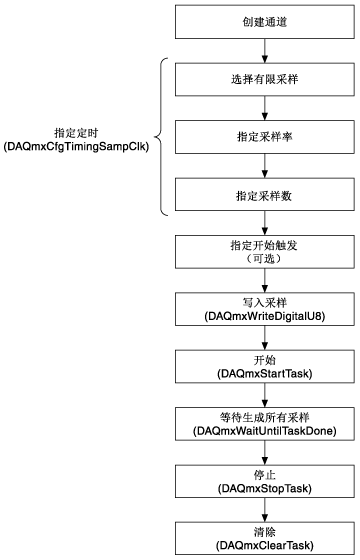 创建通道
选择有限采样
指定定时
(DAQmxCfgTimingSampClk)
指定采样率
指定采样数
指定开始触发
（可选）
写入采样
(DAQmxWriteDigitalU8)
开始
(DAQmxStartTask)
等待生成所有采样
(DAQmxWaitUntilTaskDone)
停止
(DAQmxStopTask)
清除
(DAQmxClearTask)